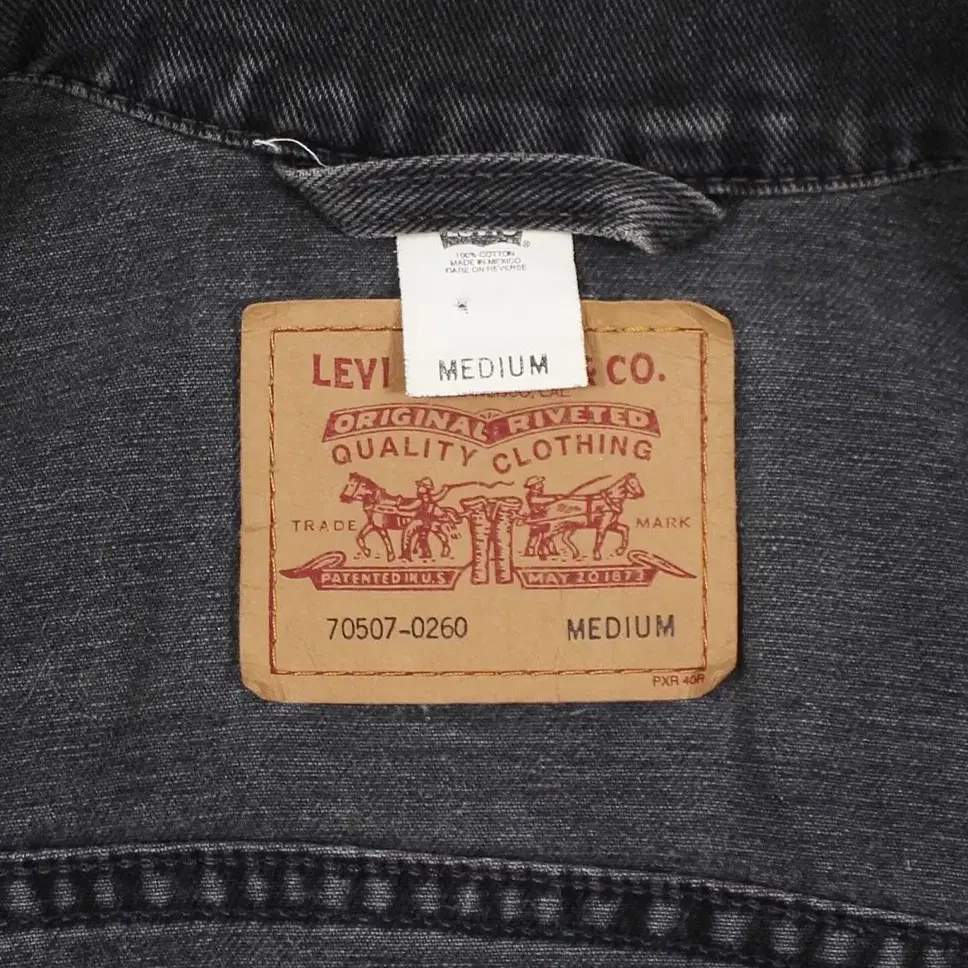 100% COTTON
MADE IN MEXICO
CARE ON REVERSE
MEDIUM
LEVI & CO.
ORIGINAL RIVETED
QUALITY CLOTHING
TRADE MARK
PATENTED IN U.S. MAY 20 1873
70507-0260 MEDIUM
PXR 40R